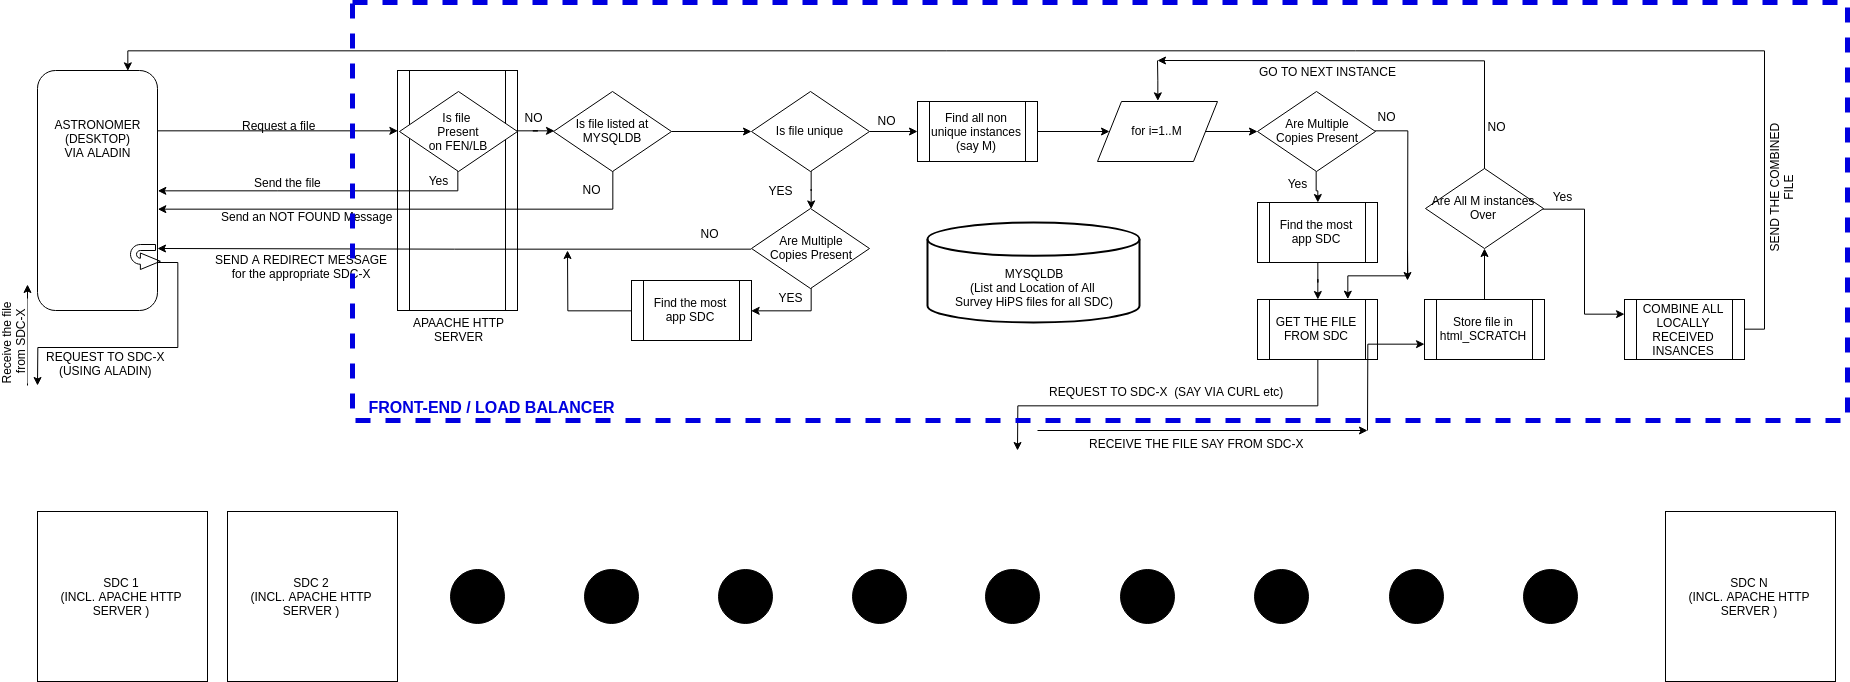 ASTRONOMER
(DESKTOP)
VIA ALADIN
Request a file
Send the file
Send an NOT FOUND Message
SEND A REDIRECT MESSAGE
for the appropriate SDC-X
Receive the file
from SDC-X
REQUEST TO SDC-X
(USING ALADIN)
Is file
Present
on FEN/LB
Yes
NO
APAACHE HTTP
SERVER
Is file listed at
MYSQLDB
NO
Is file unique
YES
NO
Are Multiple
Copies Present
NO
YES
Find the most
app SDC
Find all non
unique instances
(say M)
MYSQLDB
(List and Location of All
Survey HiPS files for all SDC)
for i=1..M
GO TO NEXT INSTANCE
Are Multiple
Copies Present
NO
Yes
Find the most
app SDC
GET THE FILE
FROM SDC
REQUEST TO SDC-X (SAY VIA CURL etc)
RECEIVE THE FILE SAY FROM SDC-X
Store file in
html_SCRATCH
Are All M instances
Over
NO
Yes
COMBINE ALL
LOCALLY
RECEIVED
INSANCES
SEND THE COMBINED
FILE
FRONT-END / LOAD BALANCER
SDC 1
(INCL. APACHE HTTP
SERVER )
SDC 2
(INCL. APACHE HTTP
SERVER )
SDC N
(INCL. APACHE HTTP
SERVER )